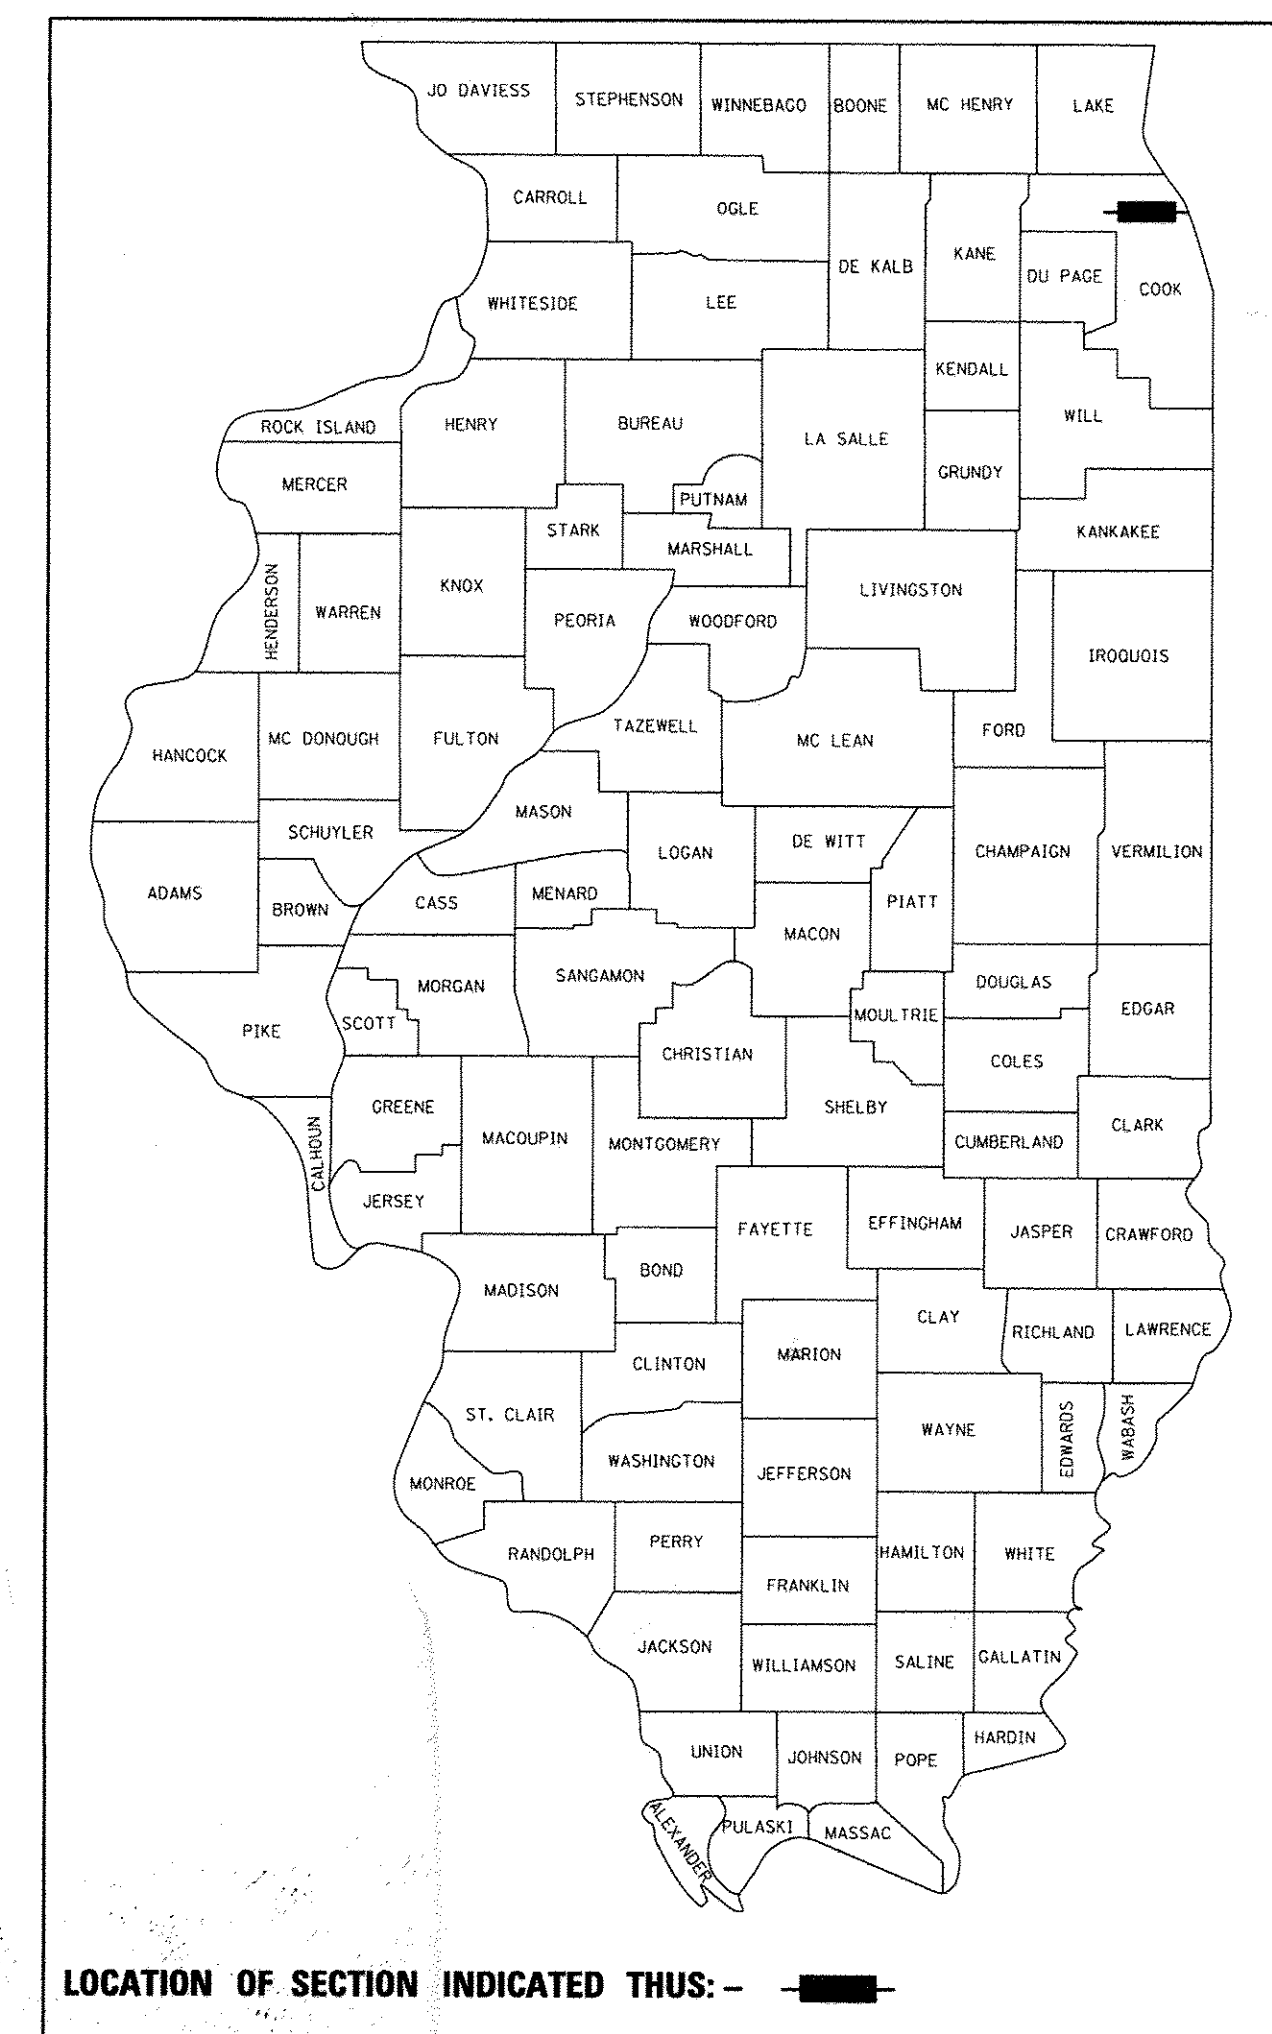 JO DAVIESS
STEPHENSON
WINNEBAGO
BOONE
MC HENRY
LAKE
CARROLL
OGLE
DE KALB
KANE
DU PAGE
COOK
WHITESIDE
LEE
KENDALL
ROCK ISLAND
HENRY
BUREAU
LA SALLE
WILL
MERCER
PUTNAM
GRUNDY
STARK
MARSHALL
KANKAKEE
HENDERSON
WARREN
KNOX
PEORIA
WOODFORD
LIVINGSTON
IROQUOIS
HANCOCK
MC DONOUGH
FULTON
TAZEWELL
MC LEAN
FORD
MASON
SCHUYLER
LOGAN
DE WITT
CHAMPAIGN
VERMILION
ADAMS
BROWN
CASS
MENARD
PIATT
MACON
SANGAMON
MORGAN
DOUGLAS
EDGAR
PIKE
SCOTT
MOULTRIE
CHRISTIAN
COLES
GREENE
SHELBY
CALHOUN
MACOUPIN
MONTGOMERY
CUMBERLAND
CLARK
JERSEY
FAYETTE
EFFINGHAM
JASPER
CRAWFORD
BOND
MADISON
CLAY
RICHLAND
LAWRENCE
CLINTON
MARION
ST. CLAIR
WAYNE
EDWARDS
WABASH
WASHINGTON
JEFFERSON
MONROE
RANDOLPH
PERRY
HAMILTON
WHITE
FRANKLIN
JACKSON
WILLIAMSON
SALINE
GALLATIN
UNION
JOHNSON
POPE
HARDIN
ALEXANDER
PULASKI
MASSAC
LOCATION OF SECTION INDICATED THUS: –